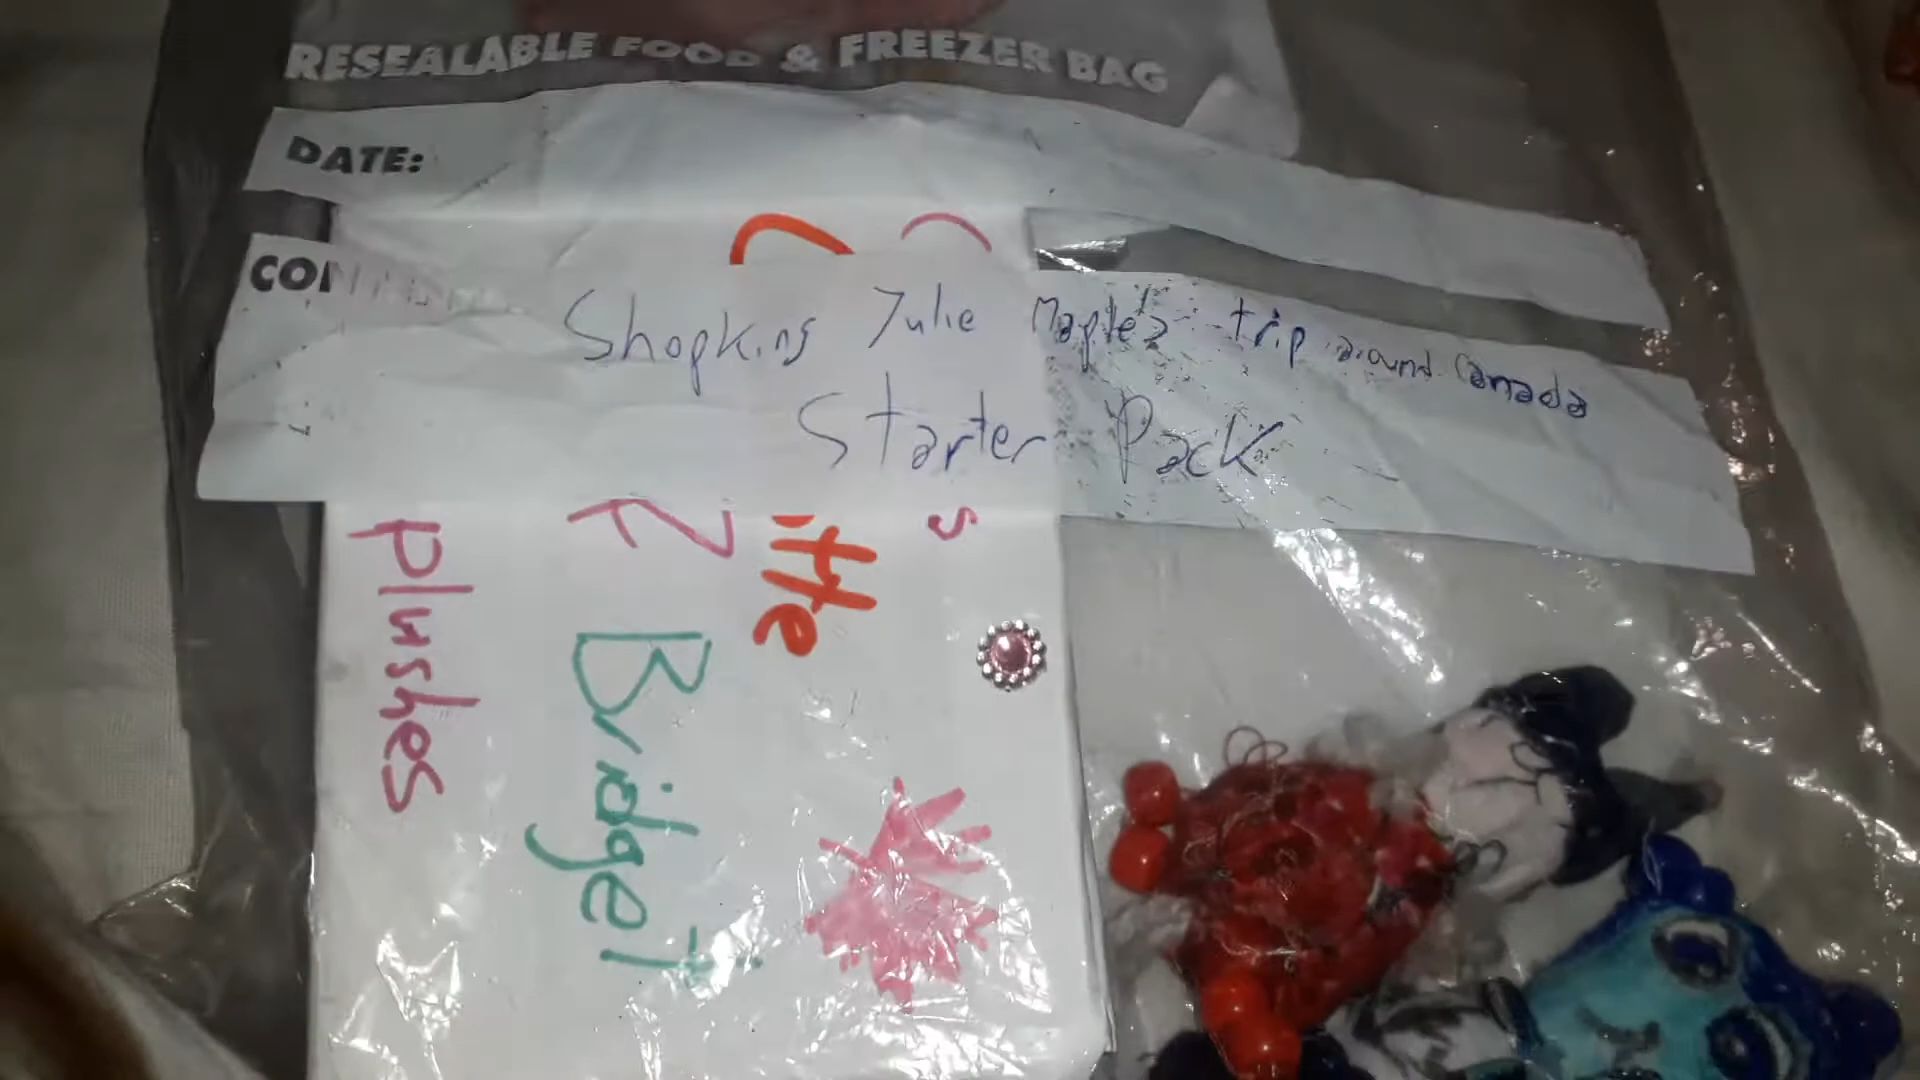 RESEALABLE FOOD & FREEZER BAG
DATE:
Shopkins Julie Maple's trip around Canada
Starter Pack
plushes
Bridget